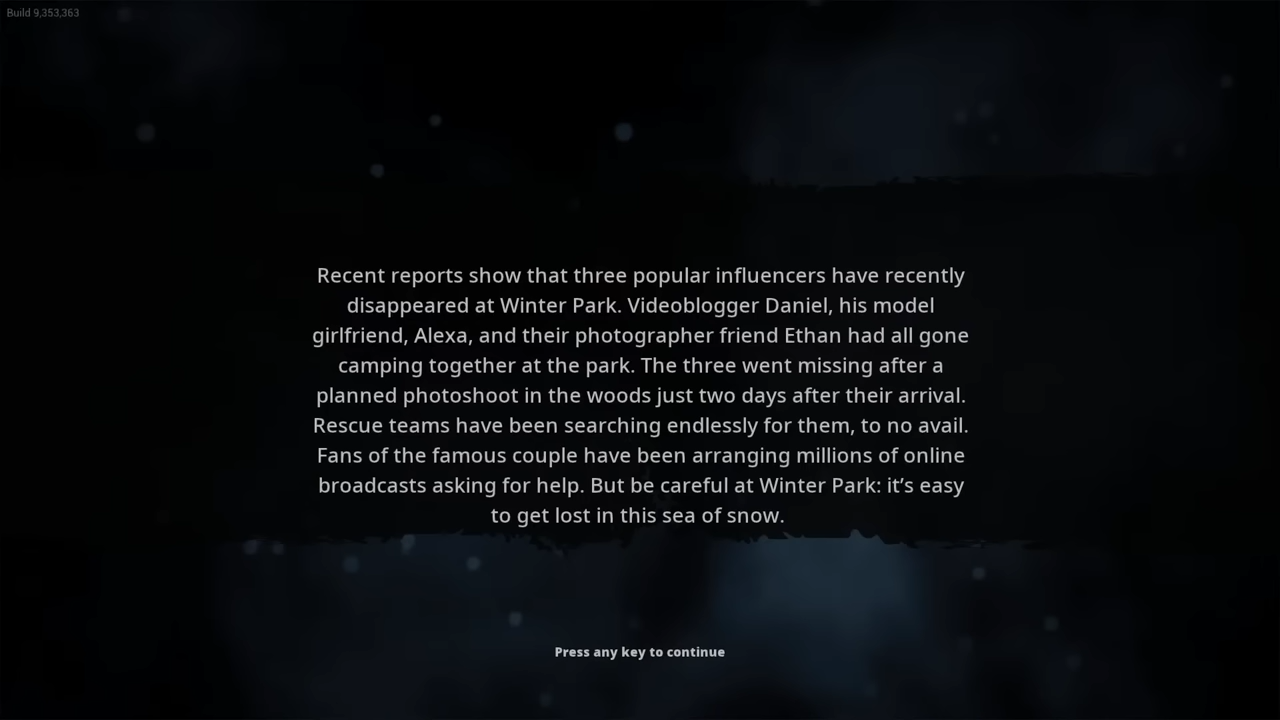 Build 9,353,363
Recent reports show that three popular influencers have recently
disappeared at Winter Park. Videoblogger Daniel, his model
girlfriend, Alexa, and their photographer friend Ethan had all gone
camping together at the park. The three went missing after a
planned photoshoot in the woods just two days after their arrival.
Rescue teams have been searching endlessly for them, to no avail.
Fans of the famous couple have been arranging millions of online
broadcasts asking for help. But be careful at Winter Park: it’s easy
to get lost in this sea of snow.
Press any key to continue